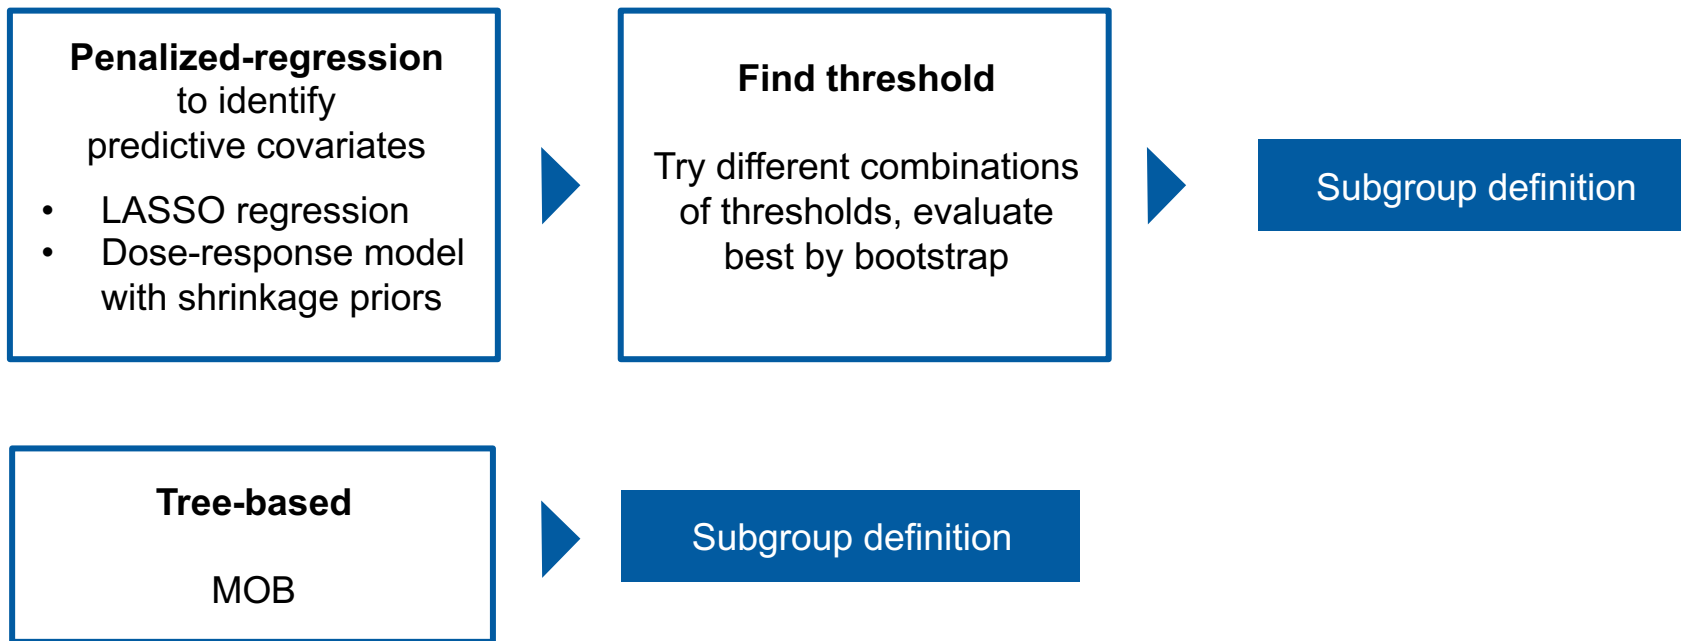 Penalized-regression
to identify
predictive covariates
• LASSO regression
• Dose-response model
with shrinkage priors
Find threshold
Try different combinations
of thresholds, evaluate
best by bootstrap
Subgroup definition
Tree-based
MOB
Subgroup definition